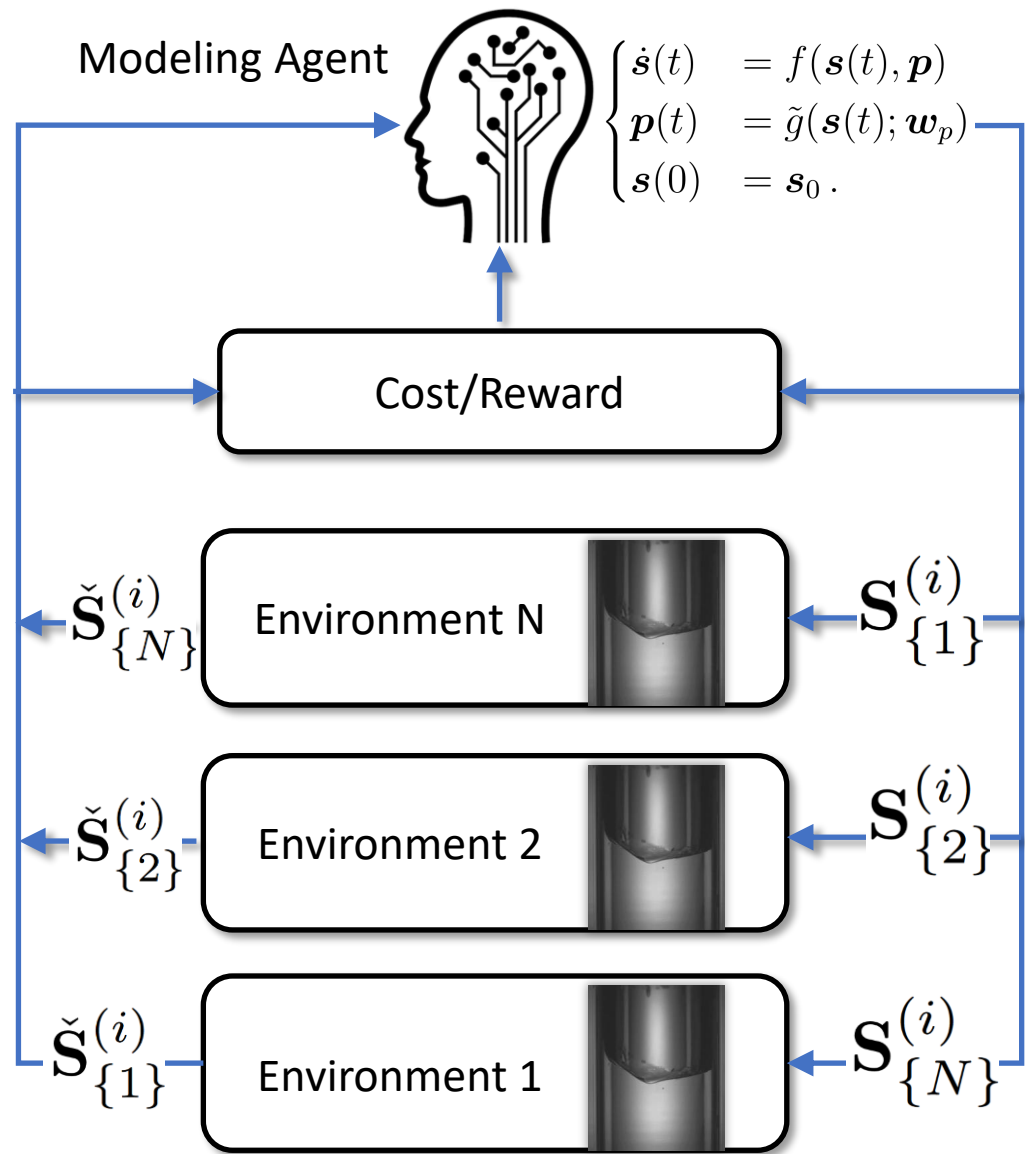 Modeling Agent
ṡ(t) = f(s(t), p)
p(t) = g̃(s(t); w_p)
s(0) = s_0 .
Cost/Reward
Š^{(i)}_{\{N\}} Environment N S^{(i)}_{\{1\}}
Š^{(i)}_{\{2\}} Environment 2 S^{(i)}_{\{2\}}
Š^{(i)}_{\{1\}} Environment 1 S^{(i)}_{\{N\}}